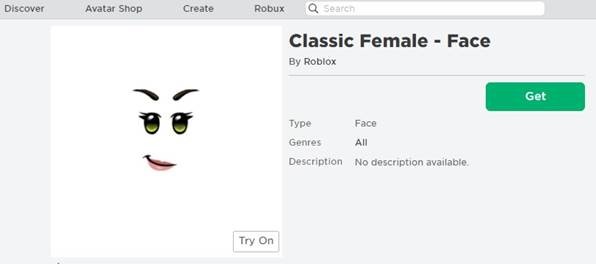 Discover Avatar Shop Create Robux Search
Classic Female - Face
By Roblox
Get
Type Face
Genres All
Description No description available.
Try On